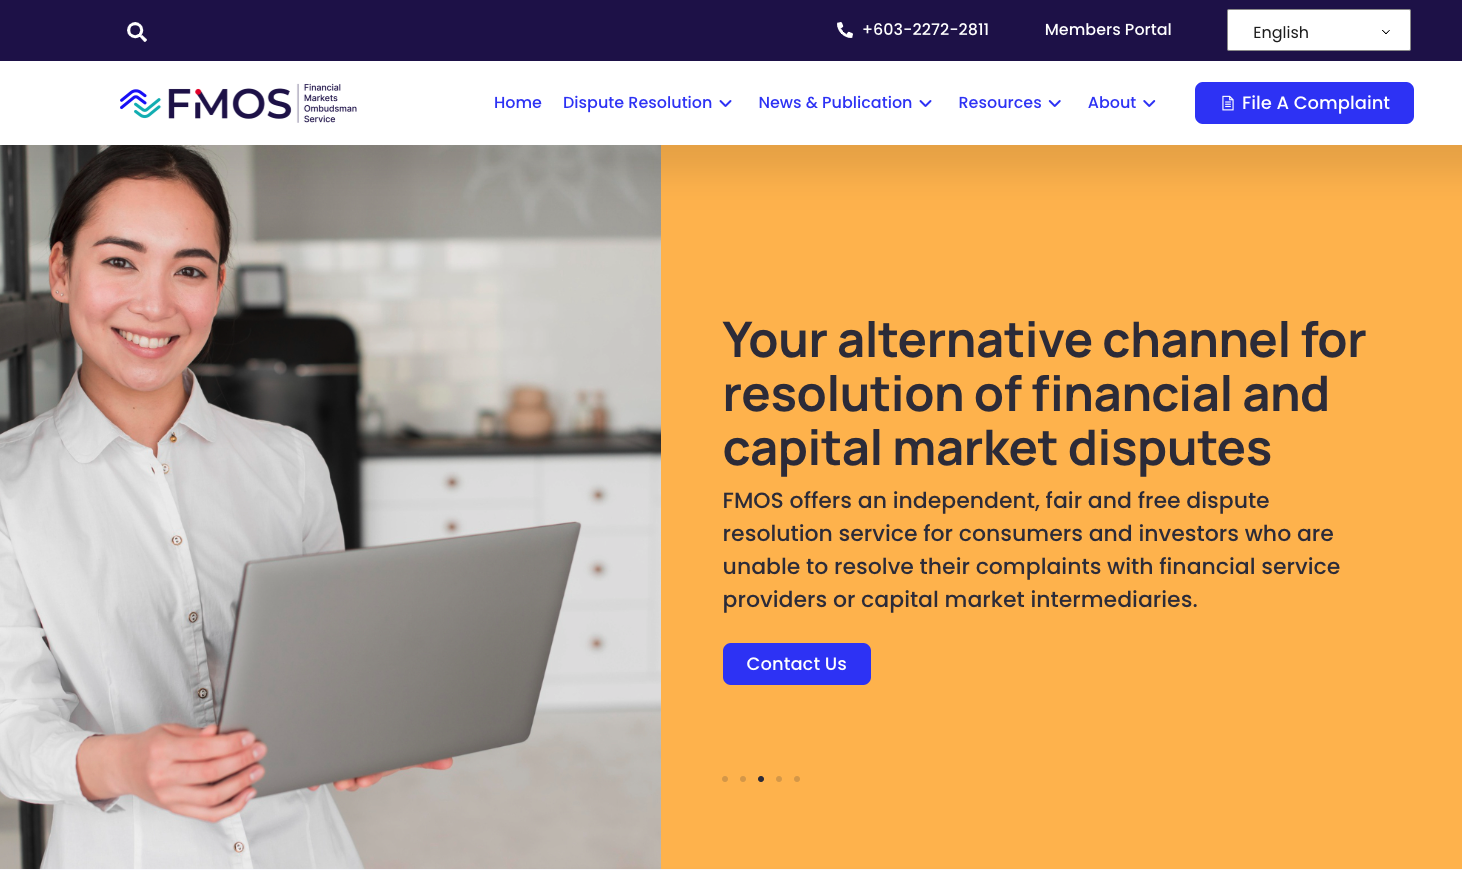 +603-2272-2811
Members Portal
English
FMOS
Financial
Markets
Ombudsman
Service
Home
Dispute Resolution
News & Publication
Resources
About
File A Complaint
Your alternative channel for
resolution of financial and
capital market disputes
FMOS offers an independent, fair and free dispute
resolution service for consumers and investors who are
unable to resolve their complaints with financial service
providers or capital market intermediaries.
Contact Us